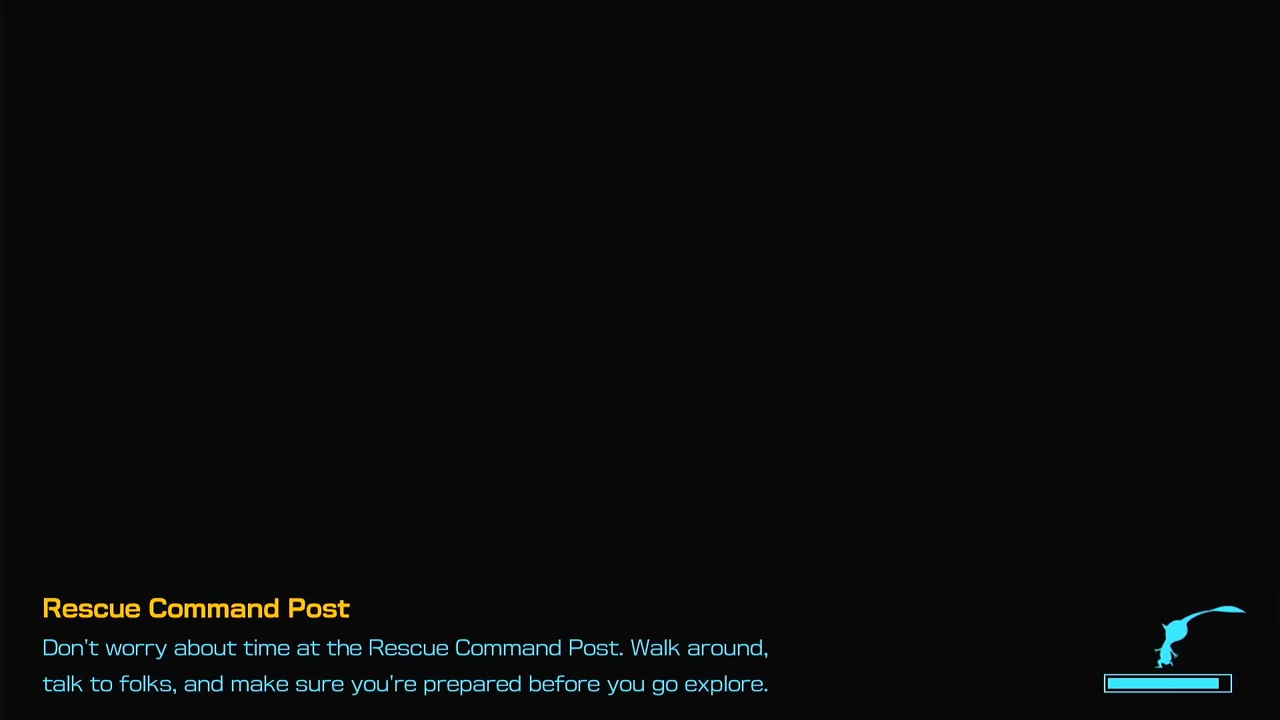 Rescue Command Post
Don't worry about time at the Rescue Command Post. Walk around,
talk to folks, and make sure you're prepared before you go explore.